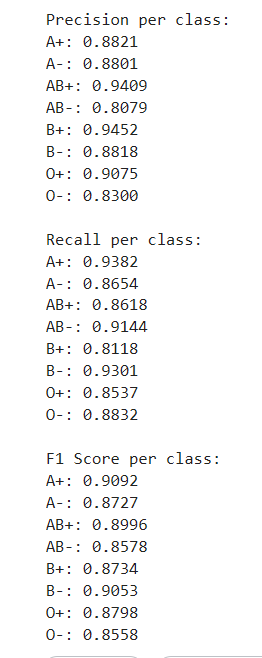 Precision per class:
A+: 0.8821
A-: 0.8801
AB+: 0.9409
AB-: 0.8079
B+: 0.9452
B-: 0.8818
O+: 0.9075
O-: 0.8300
Recall per class:
A+: 0.9382
A-: 0.8654
AB+: 0.8618
AB-: 0.9144
B+: 0.8118
B-: 0.9301
O+: 0.8537
O-: 0.8832
F1 Score per class:
A+: 0.9092
A-: 0.8727
AB+: 0.8996
AB-: 0.8578
B+: 0.8734
B-: 0.9053
O+: 0.8798
O-: 0.8558